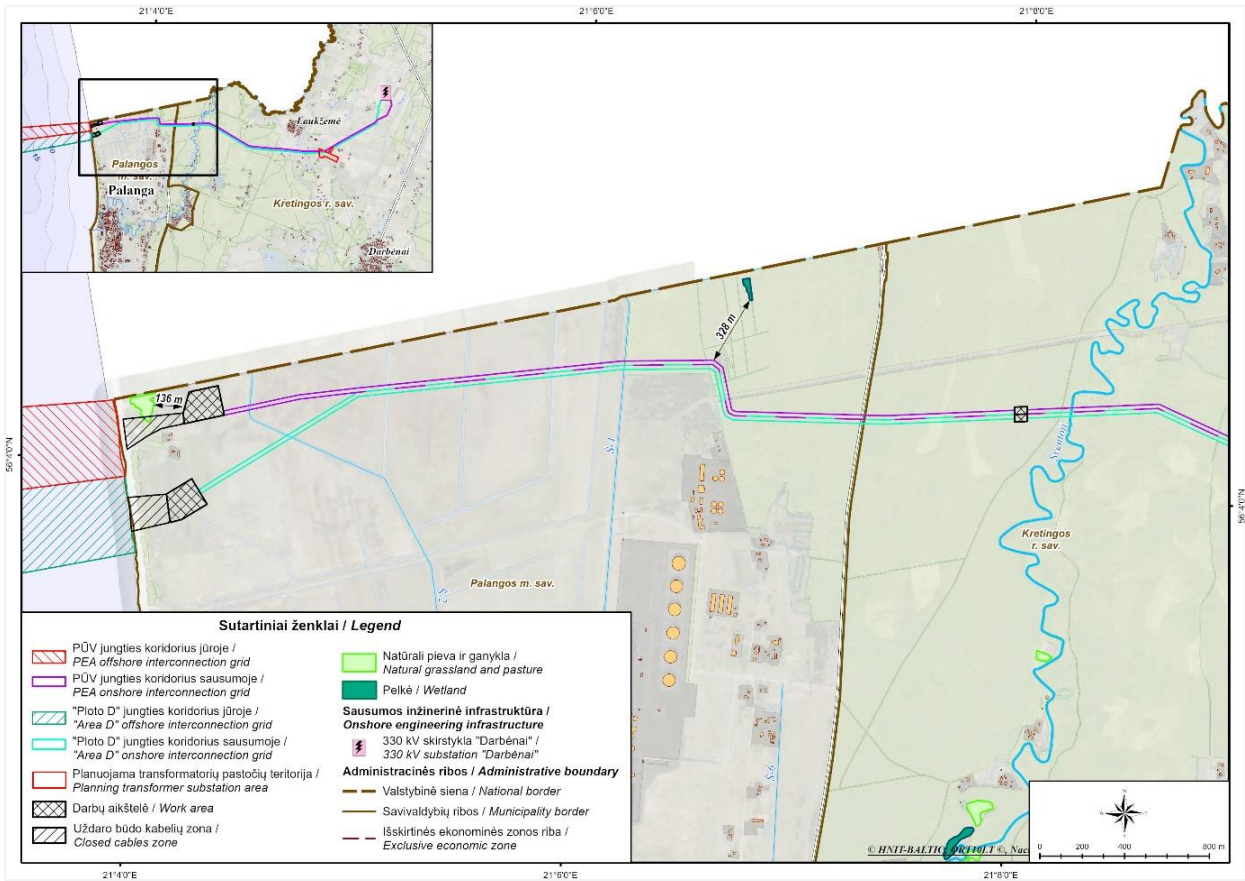 21°4'0"E
21°6'0"E
21°8'0"E
Laukžemė
Palangos
m. sav.
Palanga
Kretingos r. sav.
Darbėnai
15
10
328 m
136 m
56°4'0"N
56°4'0"N
Š-1
Šventoji
Kretingos
r. sav.
Palangos m. sav.
Š-6
Sutartiniai ženklai / Legend
PŪV jungties koridorius jūroje /
PEA offshore interconnection grid
PŪV jungties koridorius sausumoje /
PEA onshore interconnection grid
"Ploto D" jungties koridorius jūroje /
"Area D" offshore interconnection grid
"Ploto D" jungties koridorius sausumoje /
"Area D" onshore interconnection grid
Planuojama transformatorių pastočių teritorija /
Planning transformer substation area
Darbų aikštelė / Work area
Uždaro būdo kabelių zona /
Closed cables zone
Natūrali pieva ir ganykla /
Natural grassland and pasture
Pelkė / Wetland
Sausumos inžinerinė infrastruktūra /
Onshore engineering infrastructure
330 kV skirstykla "Darbėnai" /
330 kV substation "Darbėnai"
Administracinės ribos / Administrative boundary
Valstybinė siena / National border
Savivaldybių ribos / Municipality border
Išskirtinės ekonominės zonos riba /
Exclusive economic zone
N
0 200 400 800 m
© HNIT-BALTIC,
21°4'0"E
21°6'0"E
21°8'0"E